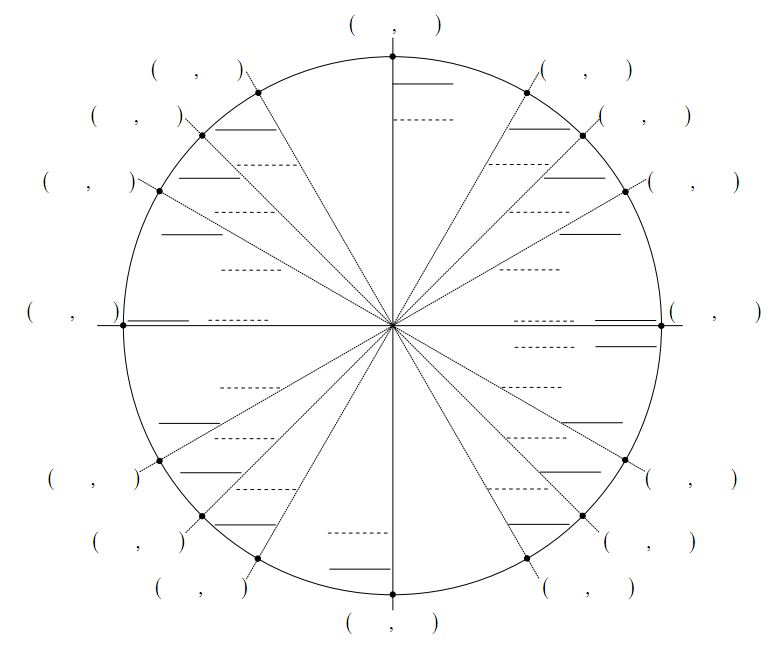 ( , )
( , ) ( , )
( , ) ( , )
( , ) ( , )
( , ) ( , )
( , ) ( , )
( , ) ( , )
( , ) ( , )
( , )